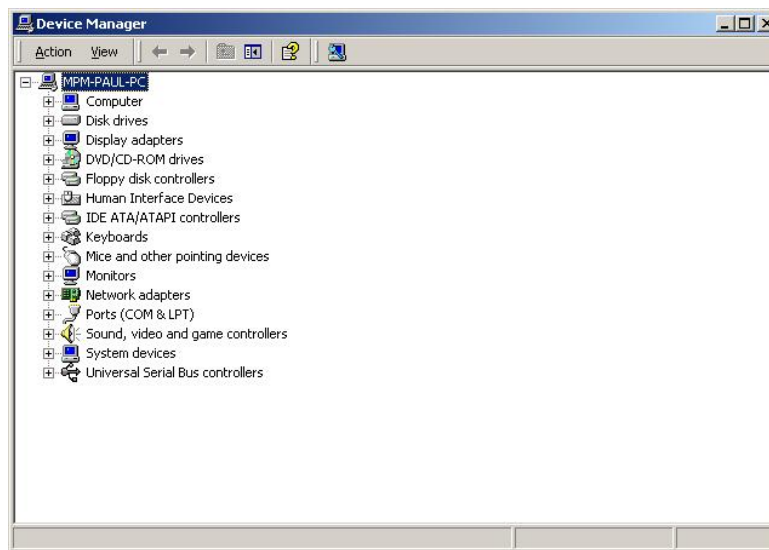 Device Manager
Action View
MPM-PAUL-PC
Computer
Disk drives
Display adapters
DVD/CD-ROM drives
Floppy disk controllers
Human Interface Devices
IDE ATA/ATAPI controllers
Keyboards
Mice and other pointing devices
Monitors
Network adapters
Ports (COM & LPT)
Sound, video and game controllers
System devices
Universal Serial Bus controllers